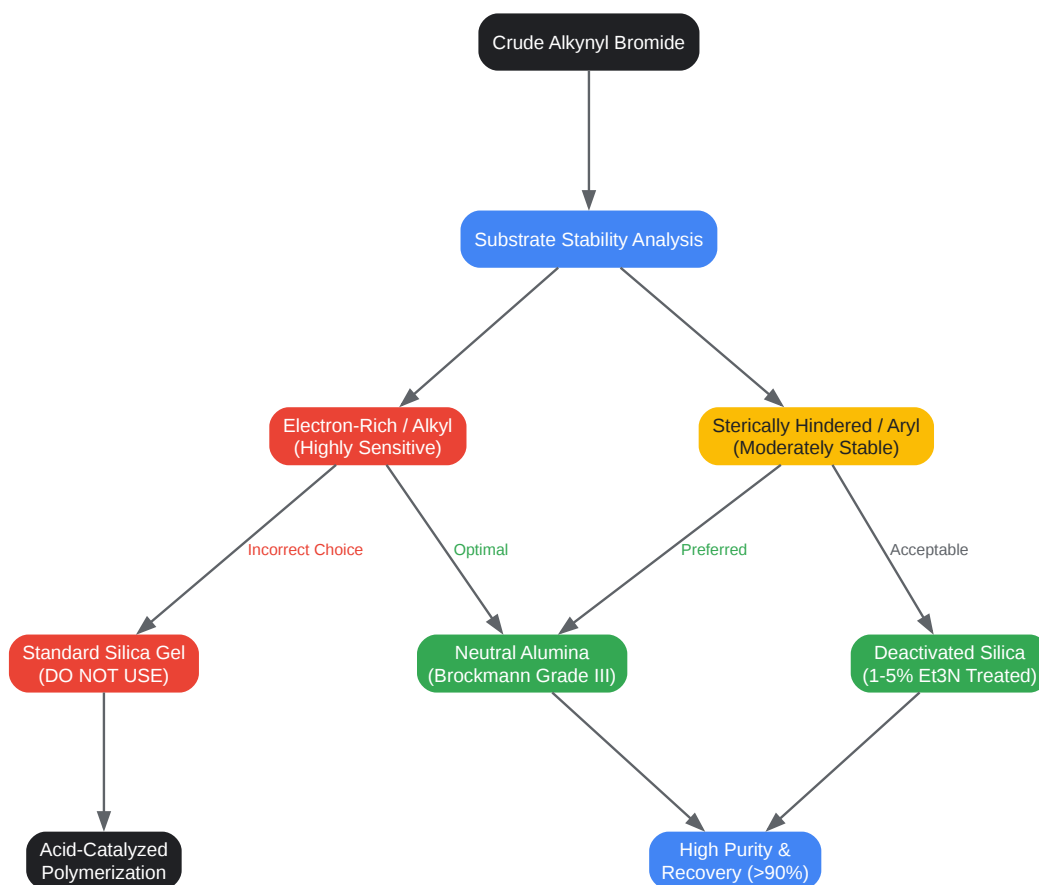 Crude Alkynyl Bromide
Substrate Stability Analysis
Electron-Rich / Alkyl
(Highly Sensitive)
Sterically Hindered / Aryl
(Moderately Stable)
Incorrect Choice
Optimal
Preferred
Acceptable
Standard Silica Gel
(DO NOT USE)
Neutral Alumina
(Brockmann Grade III)
Deactivated Silica
(1-5% Et3N Treated)
Acid-Catalyzed
Polymerization
High Purity &
Recovery (>90%)